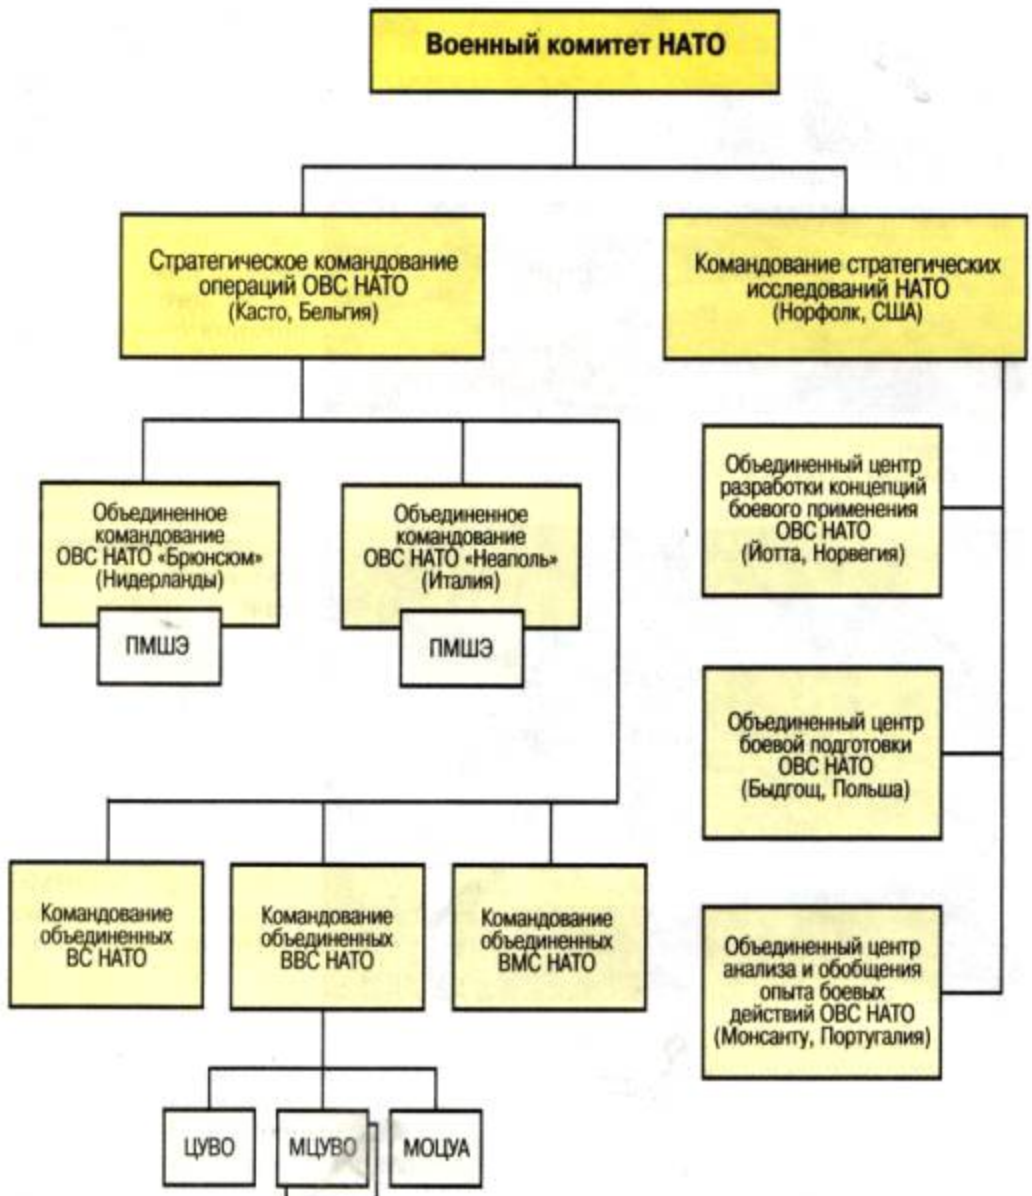 Военный комитет НАТО
Стратегическое командование
операций ОВС НАТО
(Касто, Бельгия)
Командование стратегических
исследований НАТО
(Норфолк, США)
Объединенное
командование
ОВС НАТО «Брюнсюм»
(Нидерланды)
ПМШЭ
Объединенное
командование
ОВС НАТО «Неаполь»
(Италия)
ПМШЭ
Объединенный центр
разработки концепций
боевого применения
ОВС НАТО
(Йотта, Норвегия)
Объединенный центр
боевой подготовки
ОВС НАТО
(Быдгощ, Польша)
Объединенный центр
анализа и обобщения
опыта боевых
действий ОВС НАТО
(Монсанту, Португалия)
Командование
объединенных
ВС НАТО
Командование
объединенных
ВВС НАТО
Командование
объединенных
ВМС НАТО
ЦУВО
МЦУВО
МОЦУА